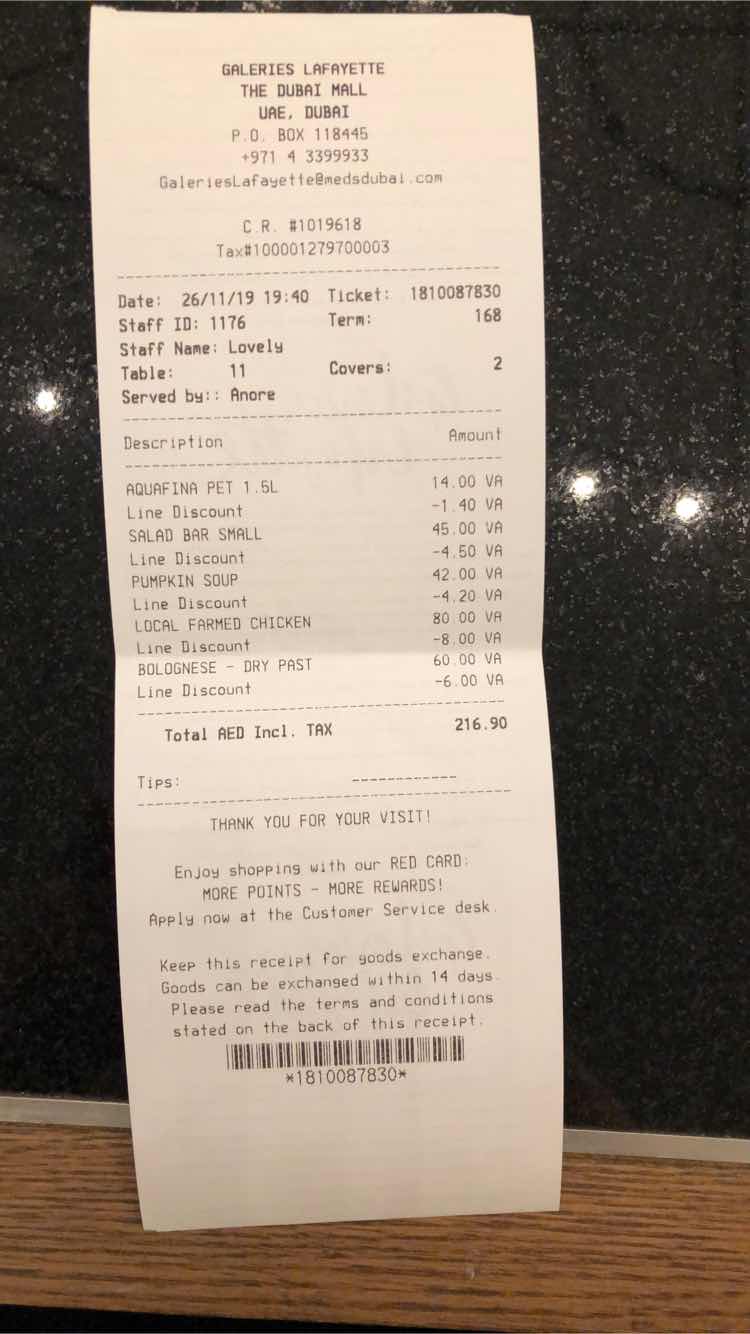 GALERIES LAFAYETTE
THE DUBAI MALL
UAE, DUBAI
P.O. BOX 118445
+971 4 3399933
GaleriesLafayette@medsdubai.com
C.R. #1019618
Tax#100001279700003
Date: 26/11/19 19:40 Ticket: 1810087830
Staff ID: 1176 Term: 168
Staff Name: Lovely
Table: 11 Covers: 2
Served by:: Anore
Description Amount
AQUAFINA PET 1.5L 14.00 VA
Line Discount -1.40 VA
SALAD BAR SMALL 45.00 VA
Line Discount -4.50 VA
PUMPKIN SOUP 42.00 VA
Line Discount -4.20 VA
LOCAL FARMED CHICKEN 80.00 VA
Line Discount -8.00 VA
BOLOGNESE - DRY PAST 60.00 VA
Line Discount -6.00 VA
Total AED Incl. TAX 216.90
Tips:
THANK YOU FOR YOUR VISIT!
Enjoy shopping with our RED CARD:
MORE POINTS - MORE REWARDS!
Apply now at the Customer Service desk.
Keep this receipt for goods exchange.
Goods can be exchanged within 14 days.
Please read the terms and conditions
stated on the back of this receipt.
*1810087830*